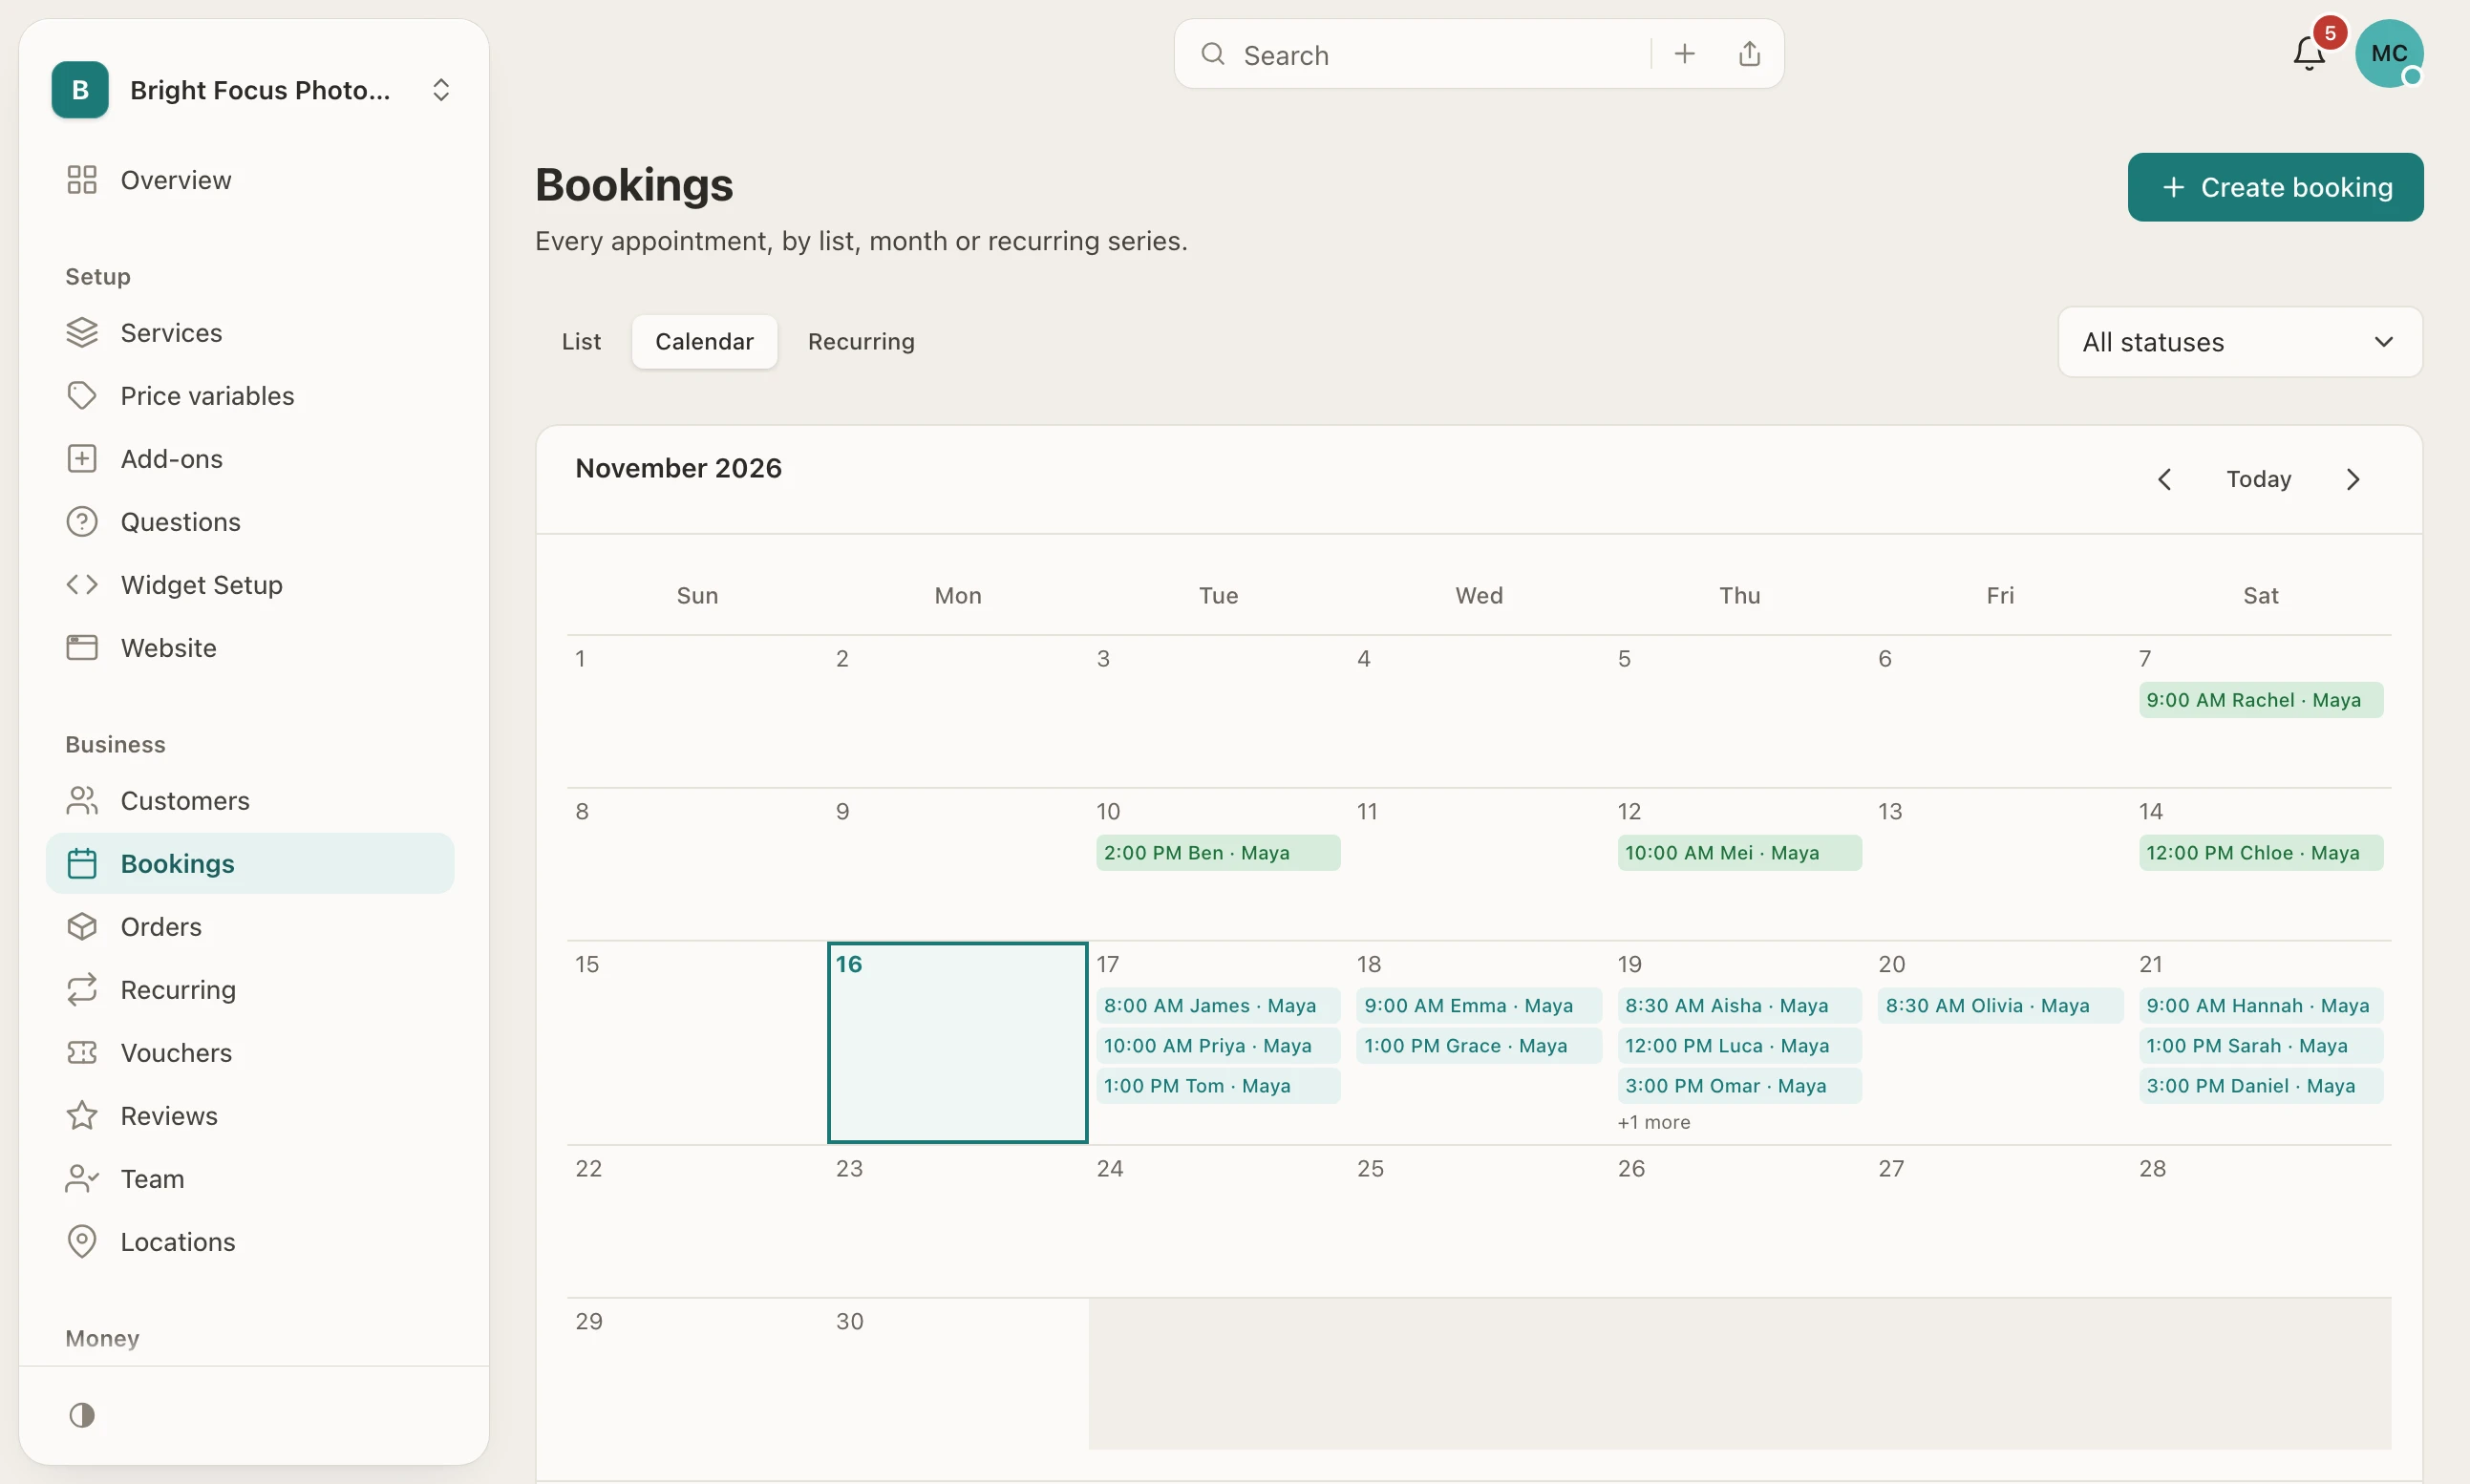 B Bright Focus Photo...
Search
5
MC
Overview
Setup
Services
Price variables
Add-ons
Questions
Widget Setup
Website
Business
Customers
Bookings
Orders
Recurring
Vouchers
Reviews
Team
Locations
Money
Bookings
Every appointment, by list, month or recurring series.
Create booking
List Calendar Recurring
All statuses
November 2026
Today
Sun Mon Tue Wed Thu Fri Sat
1 2 3 4 5 6 7
9:00 AM Rachel · Maya
8 9 10 11 12 13 14
2:00 PM Ben · Maya 10:00 AM Mei · Maya 12:00 PM Chloe · Maya
15 16 17 18 19 20 21
8:00 AM James · Maya 9:00 AM Emma · Maya 8:30 AM Aisha · Maya 8:30 AM Olivia · Maya 9:00 AM Hannah · Maya
10:00 AM Priya · Maya 1:00 PM Grace · Maya 12:00 PM Luca · Maya 1:00 PM Sarah · Maya
1:00 PM Tom · Maya 3:00 PM Omar · Maya 3:00 PM Daniel · Maya
+1 more
22 23 24 25 26 27 28
29 30